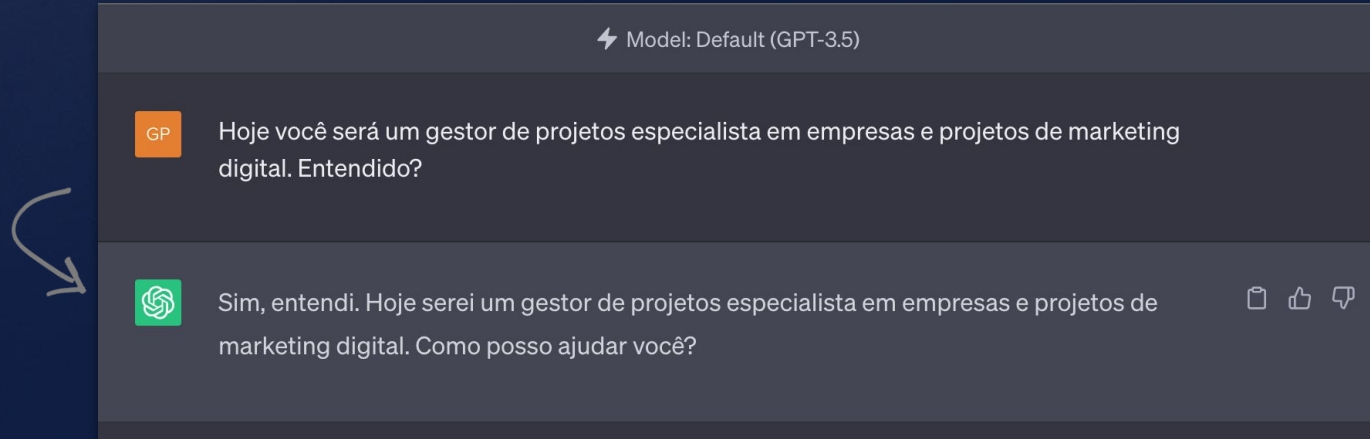 Model: Default (GPT-3.5)
GP
Hoje você será um gestor de projetos especialista em empresas e projetos de marketing
digital. Entendido?
Sim, entendi. Hoje serei um gestor de projetos especialista em empresas e projetos de
marketing digital. Como posso ajudar você?